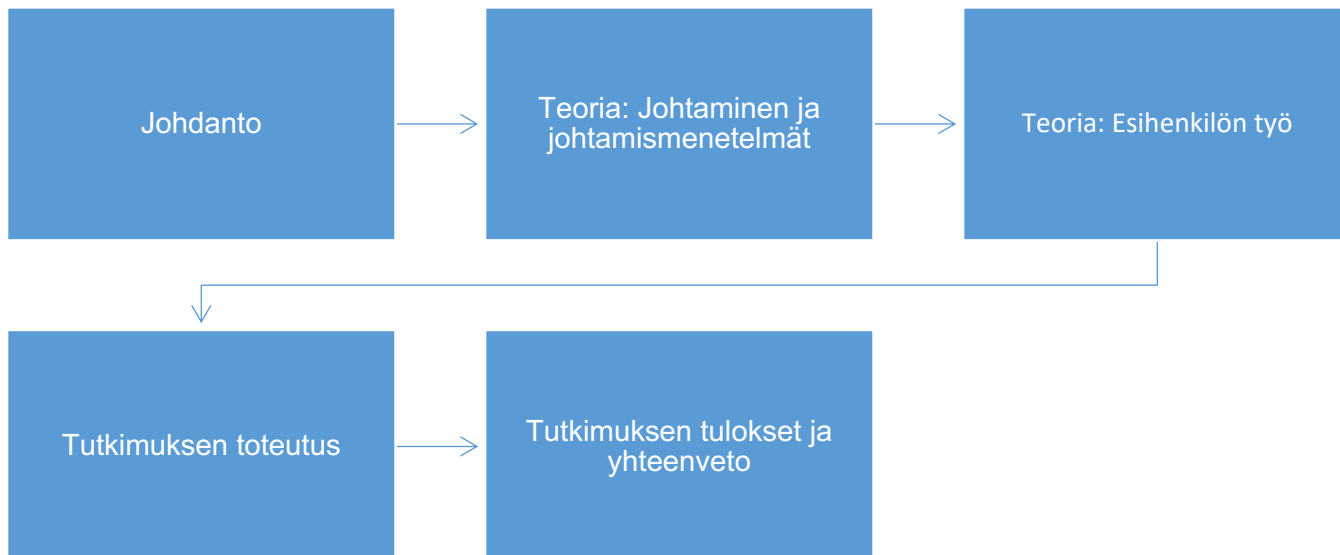 Johdanto
Teoria: Johtaminen ja
johtamismenetelmät
Teoria: Esihenkilön työ
Tutkimuksen toteutus
Tutkimuksen tulokset ja
yhteenveto